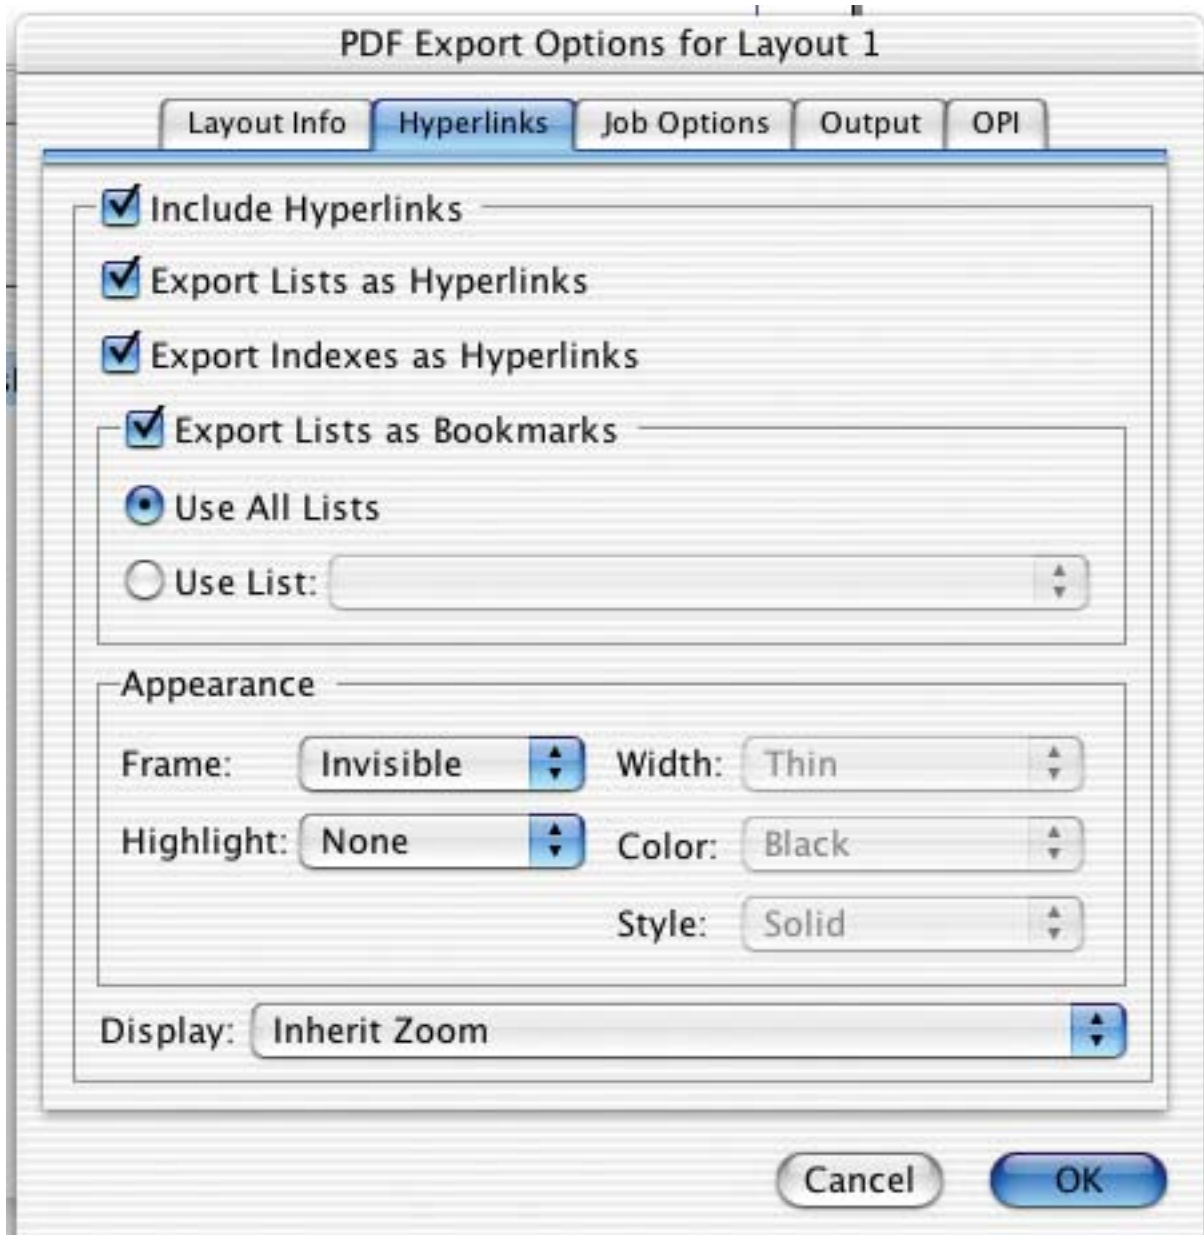 PDF Export Options for Layout 1
Layout Info Hyperlinks Job Options Output OPI
Include Hyperlinks
Export Lists as Hyperlinks
Export Indexes as Hyperlinks
Export Lists as Bookmarks
Use All Lists
Use List:
Appearance
Frame: Invisible Width: Thin
Highlight: None Color: Black
Style: Solid
Display: Inherit Zoom
Cancel OK